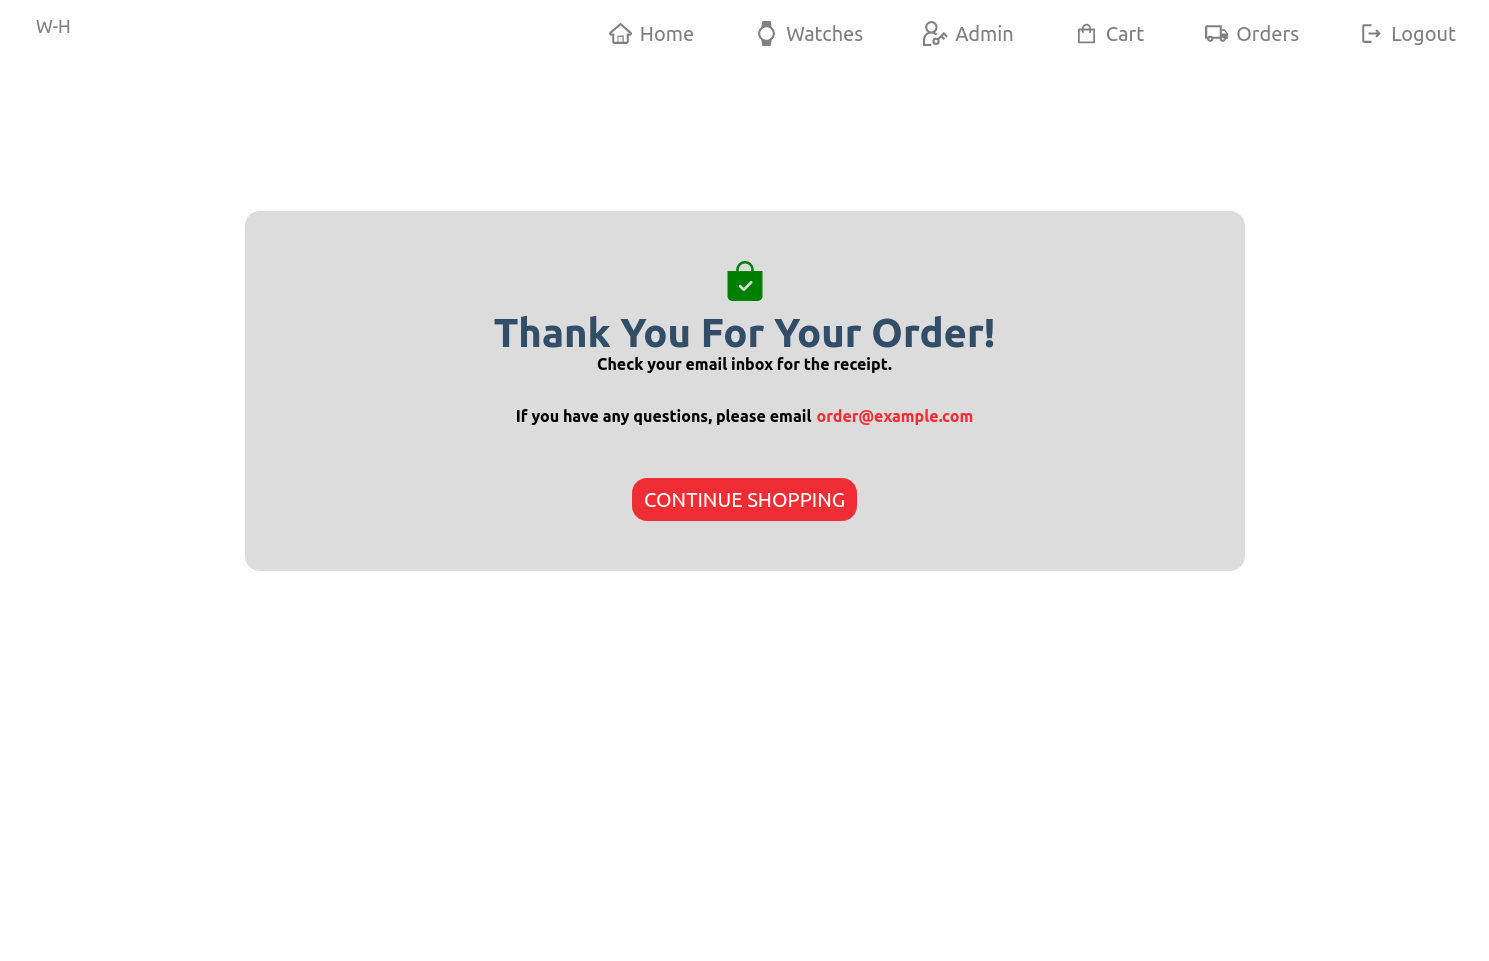 W-H
Home
Watches
Admin
Cart
Orders
Logout
Thank You For Your Order!
Check your email inbox for the receipt.
If you have any questions, please email order@example.com
CONTINUE SHOPPING